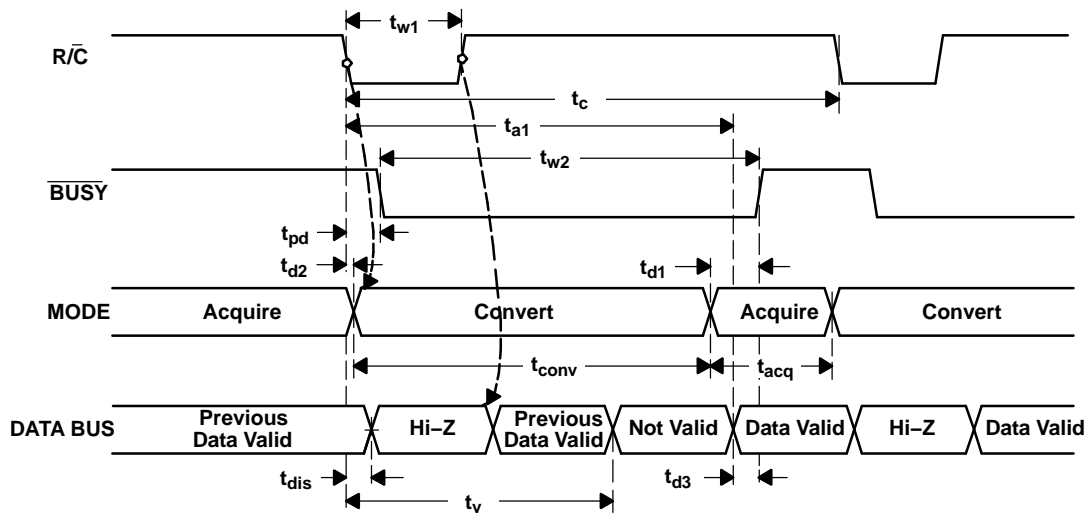 t_w1
R/C̅
t_c
t_a1
t_w2
B̅U̅S̅Y̅
t_pd
t_d2
t_d1
MODE
Acquire
Convert
Acquire
Convert
t_conv
t_acq
DATA BUS
Previous
Data Valid
Hi–Z
Previous
Data Valid
Not Valid
Data Valid
Hi–Z
Data Valid
t_dis
t_d3
t_v